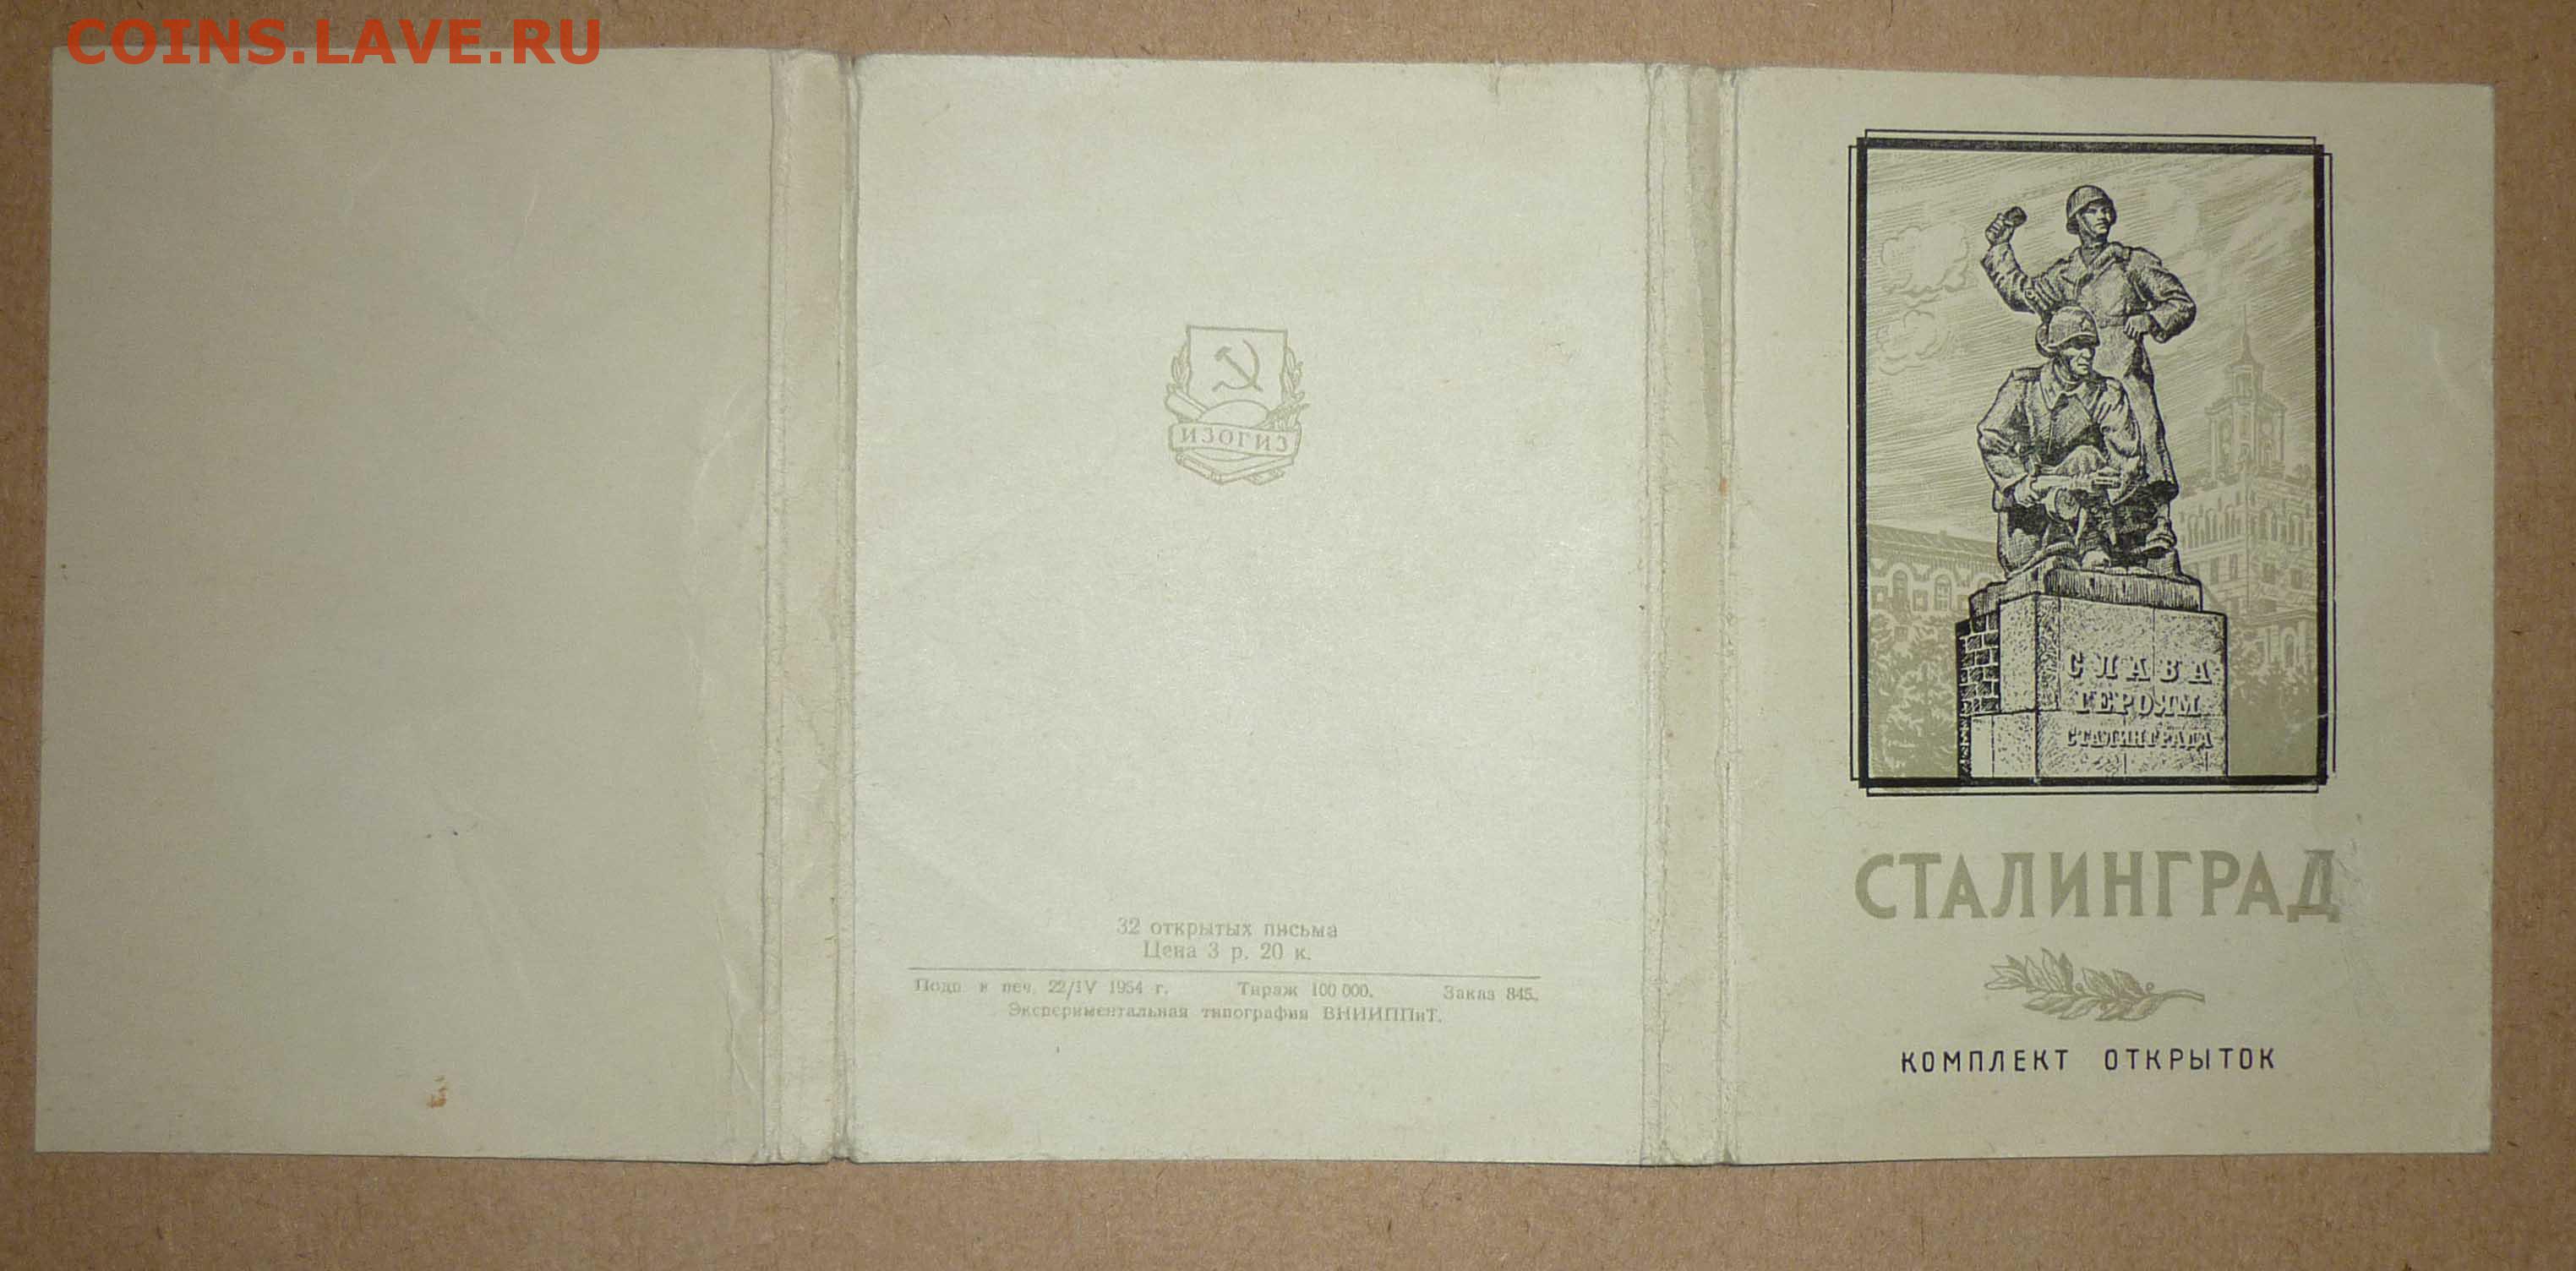 COINS.LAVE.RU
ИЗОГИЗ
32 открытых письма
Цена 3 р. 20 к.
Подп. к печ. 22/IV 1954 г. Тираж 100 000. Заказ 845.
Экспериментальная типография ВНИИППиТ.
СЛАВА
ГЕРОЯМ
СТАЛИНГРАДА
СТАЛИНГРАД
КОМПЛЕКТ ОТКРЫТОК